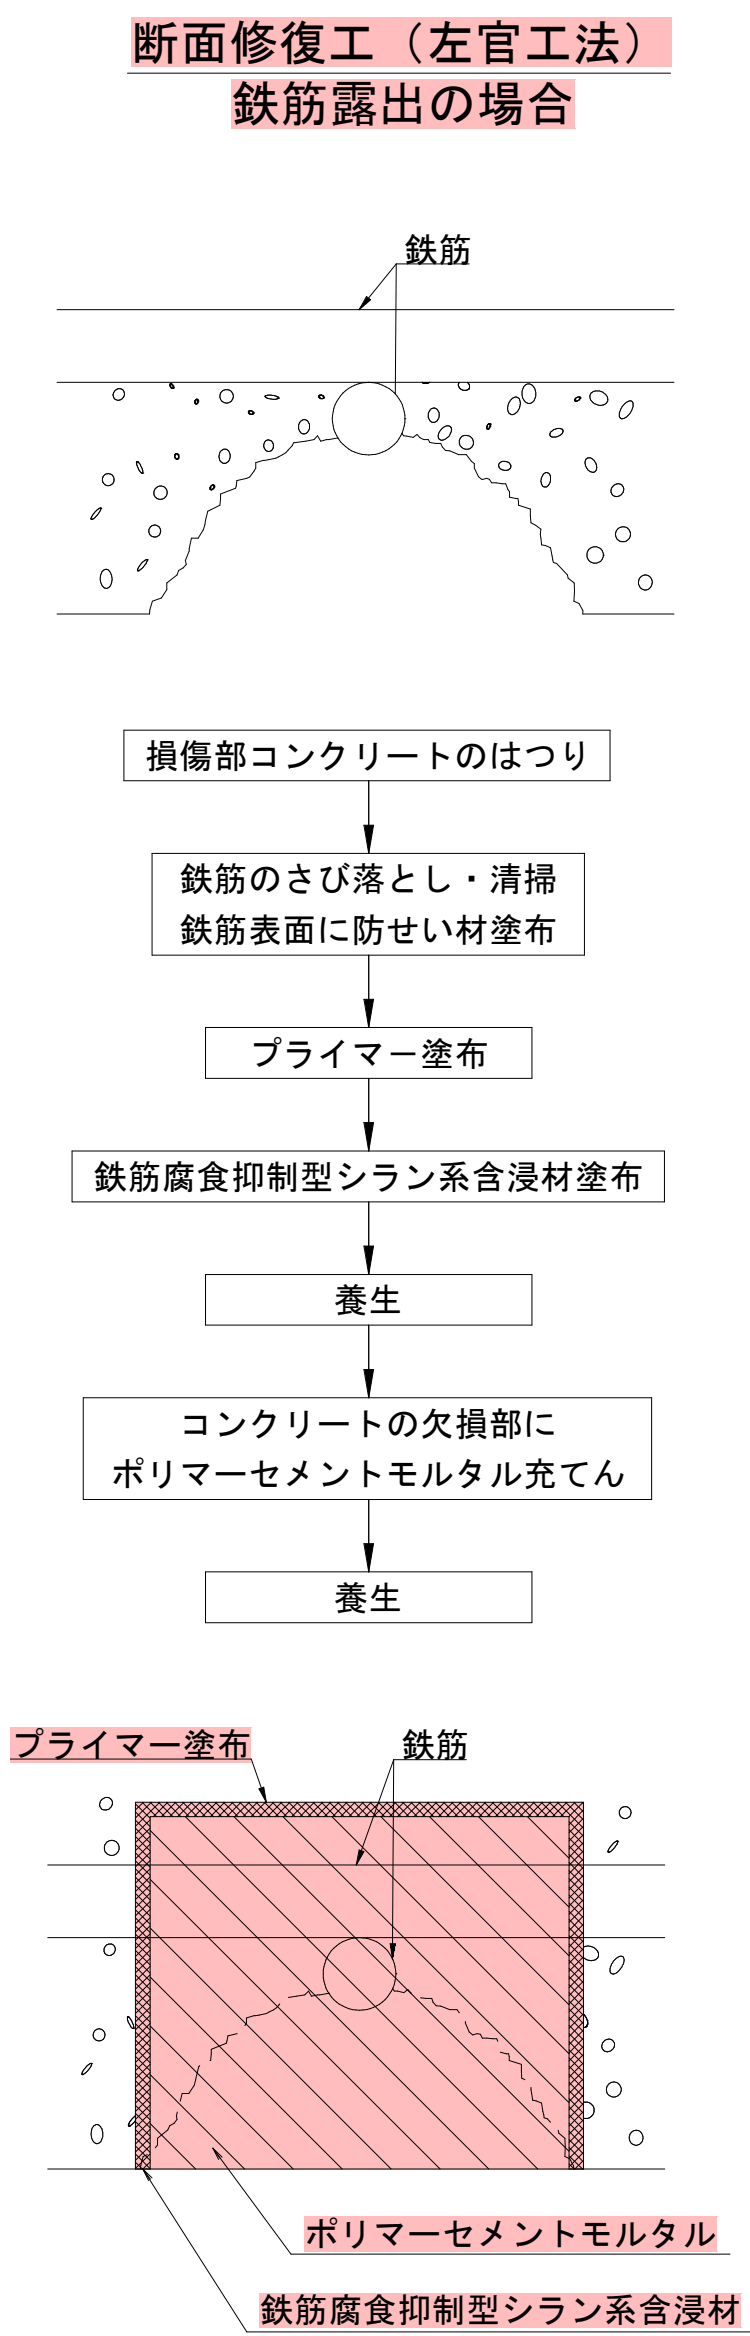 断面修復工（左官工法）
鉄筋露出の場合
鉄筋
損傷部コンクリートのはつり
鉄筋のさび落とし・清掃
鉄筋表面に防せい材塗布
プライマー塗布
鉄筋腐食抑制型シラン系含浸材塗布
養生
コンクリートの欠損部に
ポリマーセメントモルタル充てん
養生
プライマー塗布
鉄筋
ポリマーセメントモルタル
鉄筋腐食抑制型シラン系含浸材